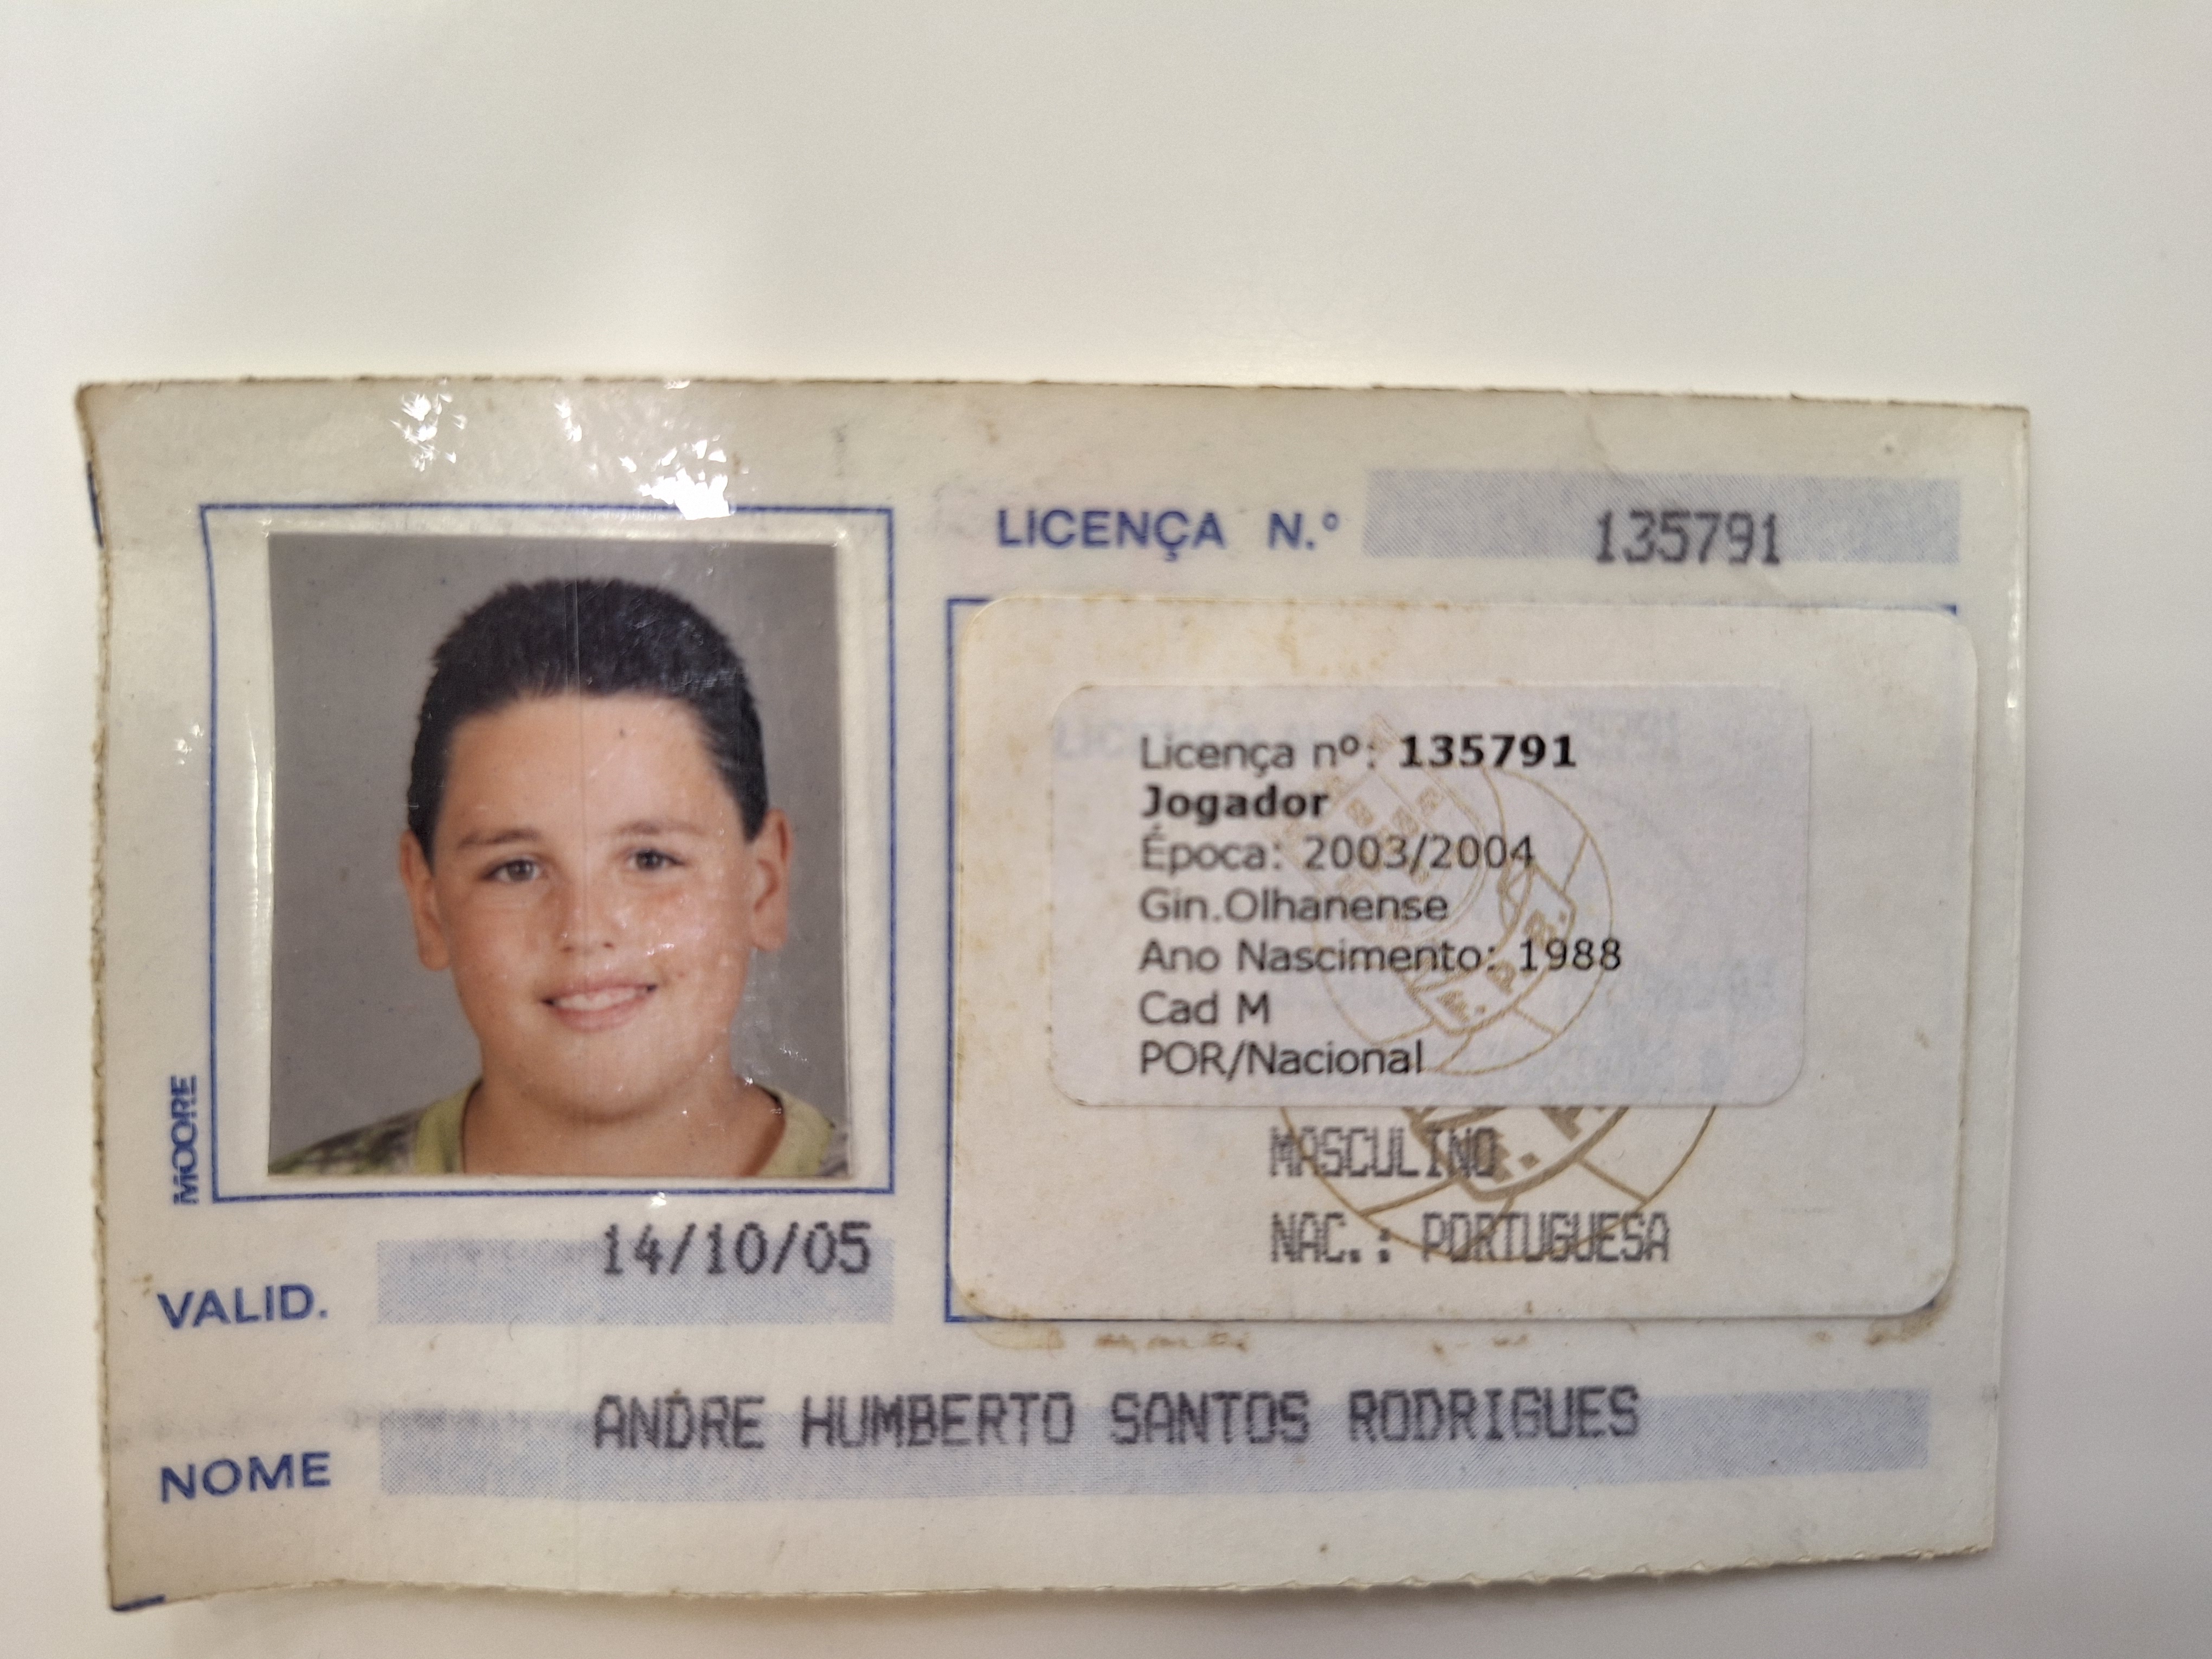 LICENÇA N.º 135791
Licença nº: 135791
Jogador
Época: 2003/2004
Gin.Olhanense
Ano Nascimento: 1988
Cad M
POR/Nacional
MASCULINO
NAC.: PORTUGUESA
MOORE
VALID. 14/10/05
NOME ANDRE HUMBERTO SANTOS RODRIGUES